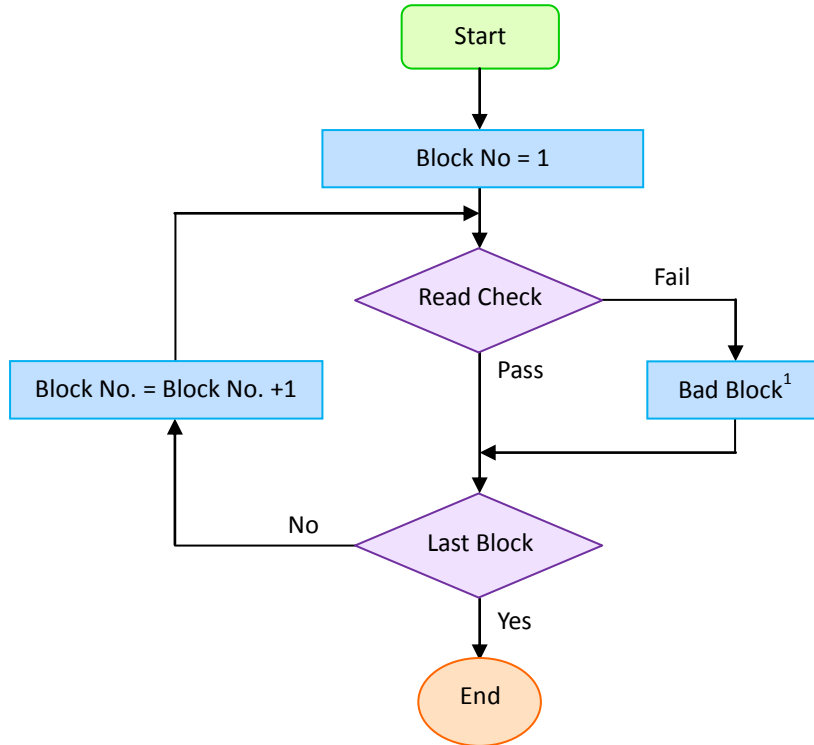 Start
Block No = 1
Read Check
Fail
Pass
Block No. = Block No. +1
Bad Block¹
No
Last Block
Yes
End